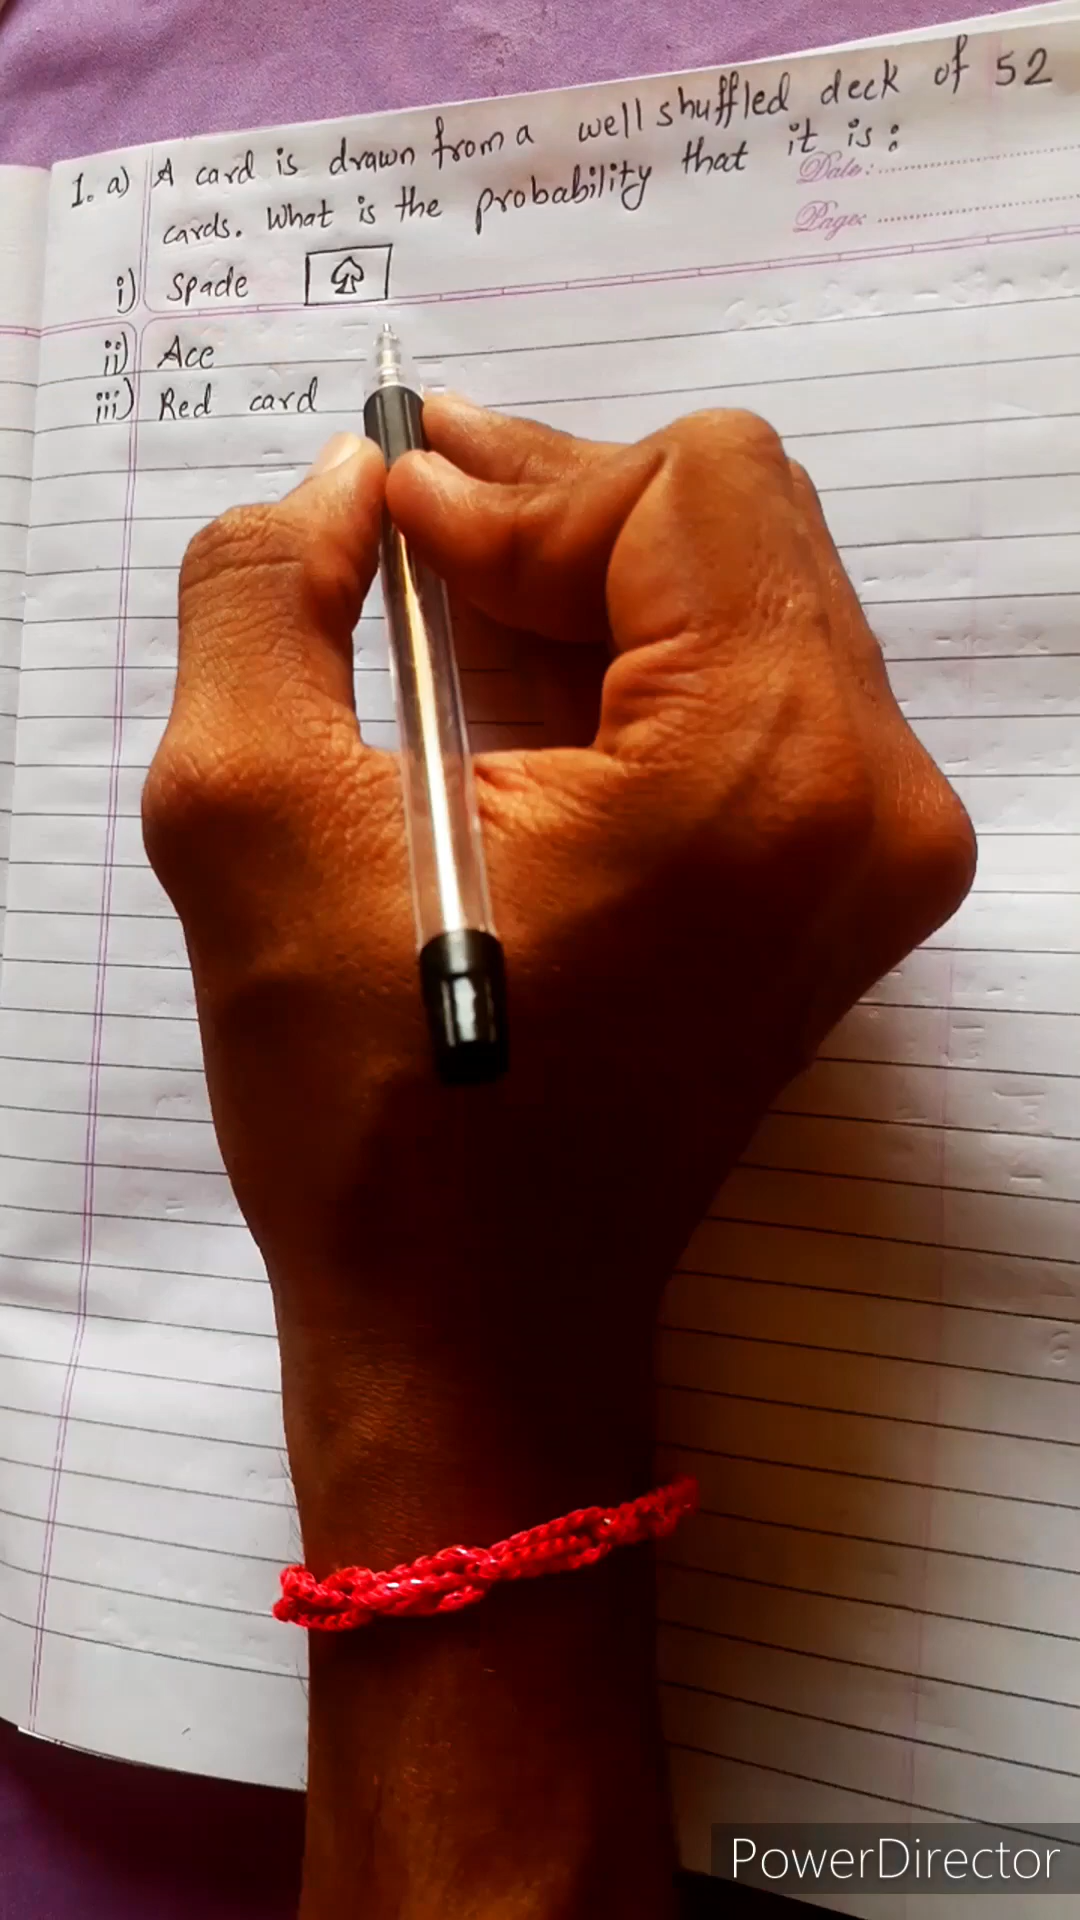 1. a) A card is drawn from a well shuffled deck of 52
cards. What is the probability that it is:
Date:
Page:
i) Spade
ii) Ace
iii) Red card
PowerDirector